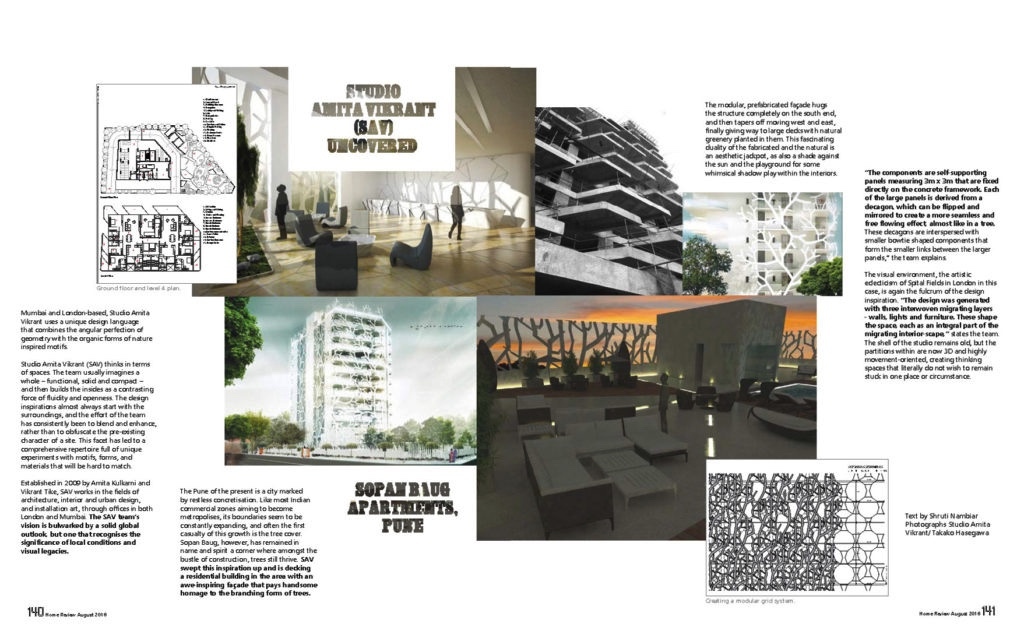 STUDIO
AMITA VIKRANT
(SAV)
UNCOVERED
Ground floor and level 4 plan.
Mumbai and London-based, Studio Amita
Vikrant uses a unique design language
that combines the angular perfection of
geometry with the organic forms of nature
inspired motifs.
Studio Amita Vikrant (SAV) thinks in terms
of spaces. The team usually imagines a
whole – functional, solid and compact –
and then builds the insides as a contrasting
force of fluidity and openness. The design
inspirations almost always start with the
surroundings, and the effort of the team
has consistently been to blend and enhance,
rather than to obfuscate the pre-existing
character of a site. This facet has led to a
comprehensive repertoire full of unique
experiments with motifs, forms, and
materials that will be hard to match.
Established in 2009 by Amita Kulkarni and
Vikrant Tike, SAV works in the fields of
architecture, interior and urban design,
and installation art, through offices in both
London and Mumbai. The SAV team's
vision is bulwarked by a solid global
outlook, but one that recognises the
significance of local conditions and
visual legacies.
The Pune of the present is a city marked
by restless concretisation. Like most Indian
commercial zones aiming to become
metropolises, its boundaries seem to be
constantly expanding, and often the first
casualty of this growth is the tree cover.
Sopan Baug, however, has remained in
name and spirit a corner where amongst the
bustle of construction, trees still thrive. SAV
swept this inspiration up and is decking
a residential building in the area with an
awe-inspiring façade that pays handsome
homage to the branching form of trees.
SOPAN BAUG
APARTMENTS,
PUNE
140 Home Review August 2016
The modular, prefabricated façade hugs
the structure completely on the south end,
and then tapers off moving west and east,
finally giving way to large decks with natural
greenery planted in them. This fascinating
duality of the fabricated and the natural is
an aesthetic jackpot, as also a shade against
the sun and the playground for some
whimsical shadow play within the interiors.
"The components are self-supporting
panels measuring 3m x 3m that are fixed
directly on the concrete framework. Each
of the large panels is derived from a
decagon, which can be flipped and
mirrored to create a more seamless and
free flowing effect, almost like in a tree.
These decagons are interspersed with
smaller bowtie shaped components that
form the smaller links between the larger
panels," the team explains.
The visual environment, the artistic
eclecticism of Spital Fields in London in this
case, is again the fulcrum of the design
inspiration. "The design was generated
with three interwoven migrating layers
- walls, lights and furniture. These shape
the space, each as an integral part of the
migrating interior-scape," states the team.
The shell of the studio remains old, but the
partitions within are now 3D and highly
movement-oriented, creating thinking
spaces that literally do not wish to remain
stuck in one place or circumstance.
Creating a modular grid system.
Text by Shruti Nambiar
Photographs Studio Amita
Vikrant/Takako Hasegawa
Home Review August 2016 141